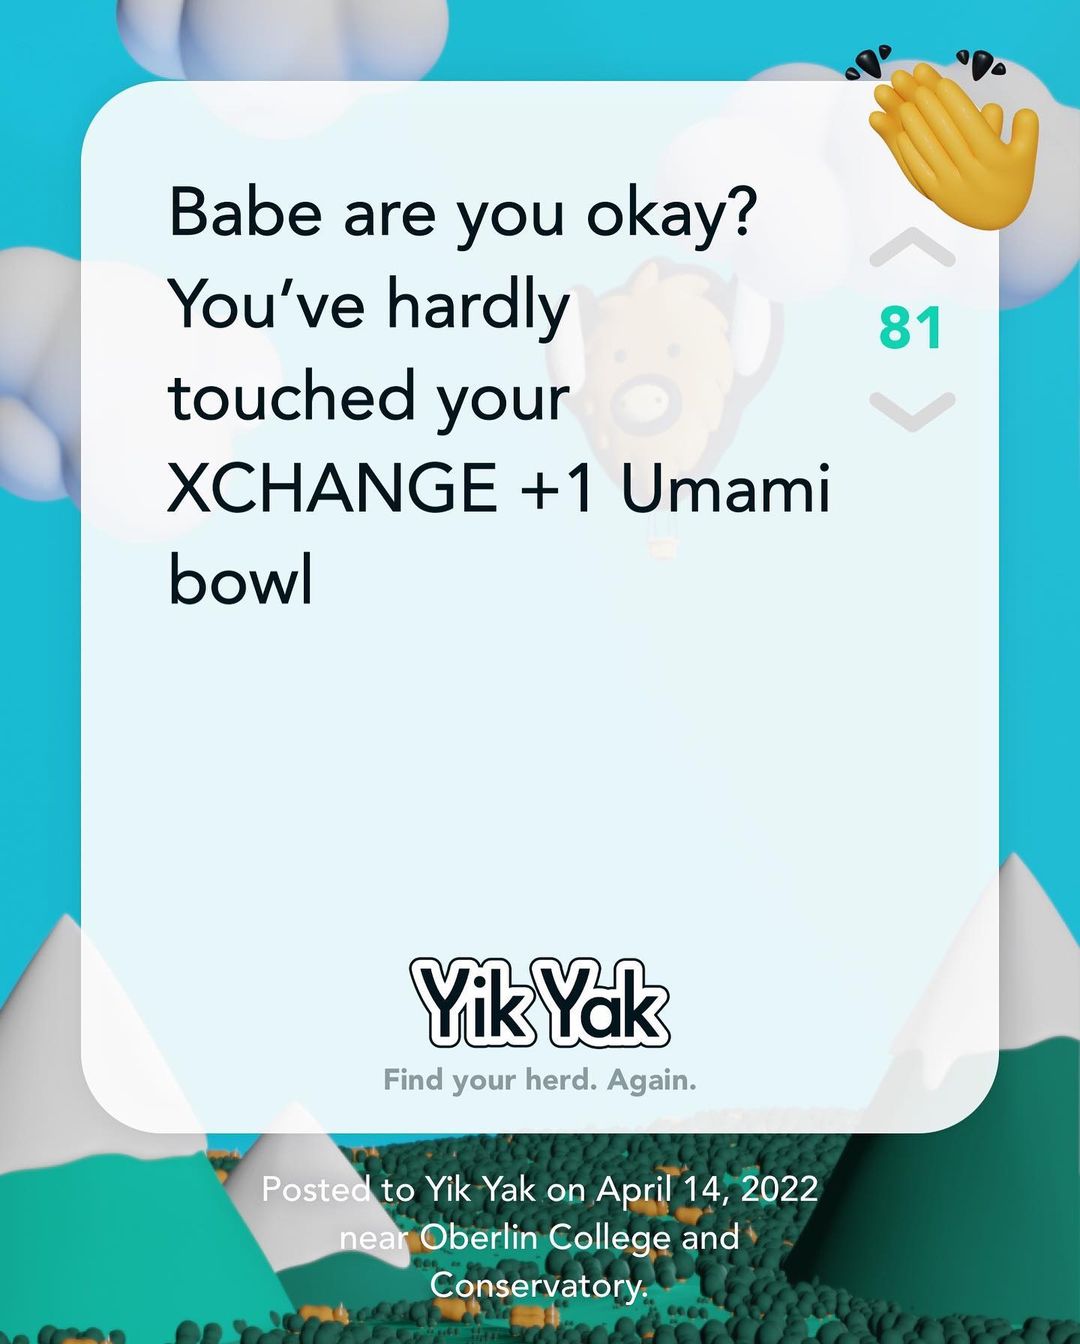 Babe are you okay?
You’ve hardly
touched your
XCHANGE +1 Umami
bowl
81
Yik Yak
Find your herd. Again.
Posted to Yik Yak on April 14, 2022
near Oberlin College and
Conservatory.